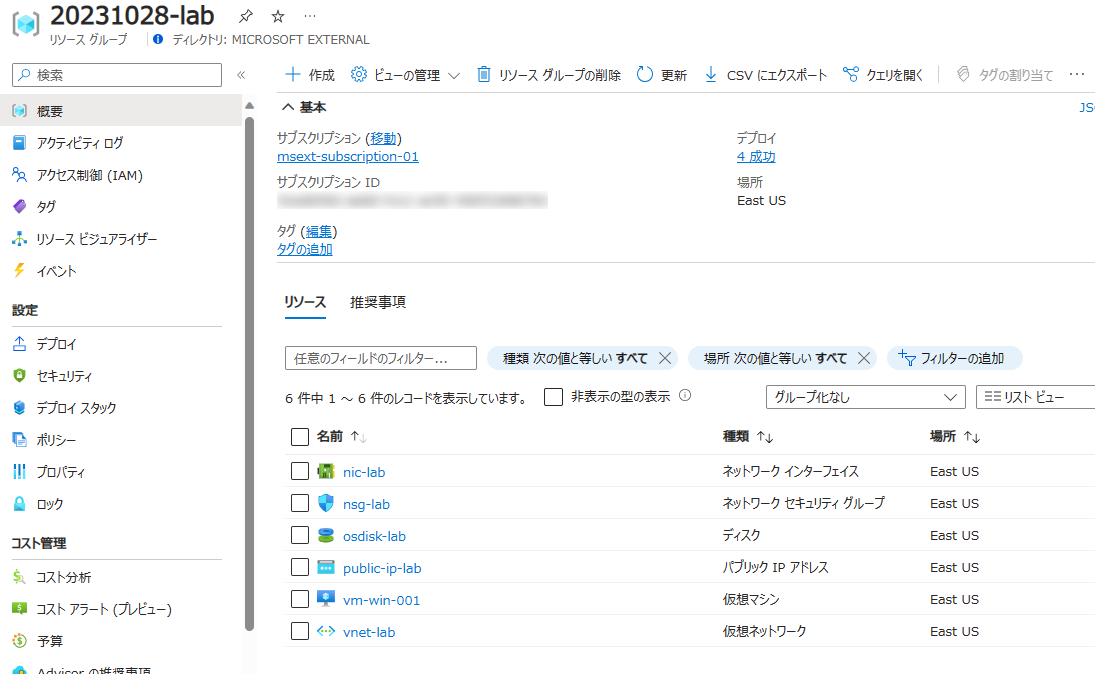 20231028-lab
リソース グループ
ディレクトリ: MICROSOFT EXTERNAL
検索
概要
アクティビティ ログ
アクセス制御 (IAM)
タグ
リソース ビジュアライザー
イベント
設定
デプロイ
セキュリティ
デプロイ スタック
ポリシー
プロパティ
ロック
コスト管理
コスト分析
コスト アラート (プレビュー)
予算
Advisor の推奨事項
作成 ビューの管理 リソース グループの削除 更新 CSV にエクスポート クエリを開く タグの割り当て
基本
JS
サブスクリプション (移動)
msext-subscription-01
サブスクリプション ID
タグ (編集)
タグの追加
デプロイ
4 成功
場所
East US
リソース 推奨事項
任意のフィールドのフィルター... 種類 次の値と等しい すべて 場所 次の値と等しい すべて フィルターの追加
6 件中 1 ～ 6 件のレコードを表示しています。 非表示の型の表示 グループ化なし リスト ビュー
名前 種類 場所
nic-lab ネットワーク インターフェイス East US
nsg-lab ネットワーク セキュリティ グループ East US
osdisk-lab ディスク East US
public-ip-lab パブリック IP アドレス East US
vm-win-001 仮想マシン East US
vnet-lab 仮想ネットワーク East US